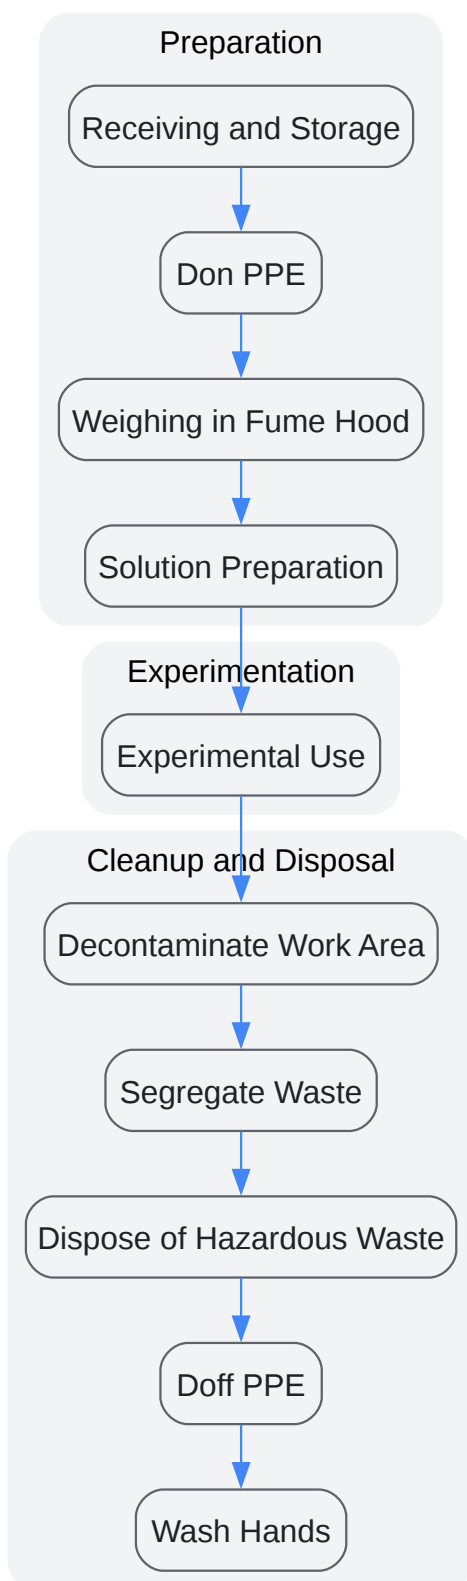 Preparation
Receiving and Storage
Don PPE
Weighing in Fume Hood
Solution Preparation
Experimentation
Experimental Use
Cleanup and Disposal
Decontaminate Work Area
Segregate Waste
Dispose of Hazardous Waste
Doff PPE
Wash Hands